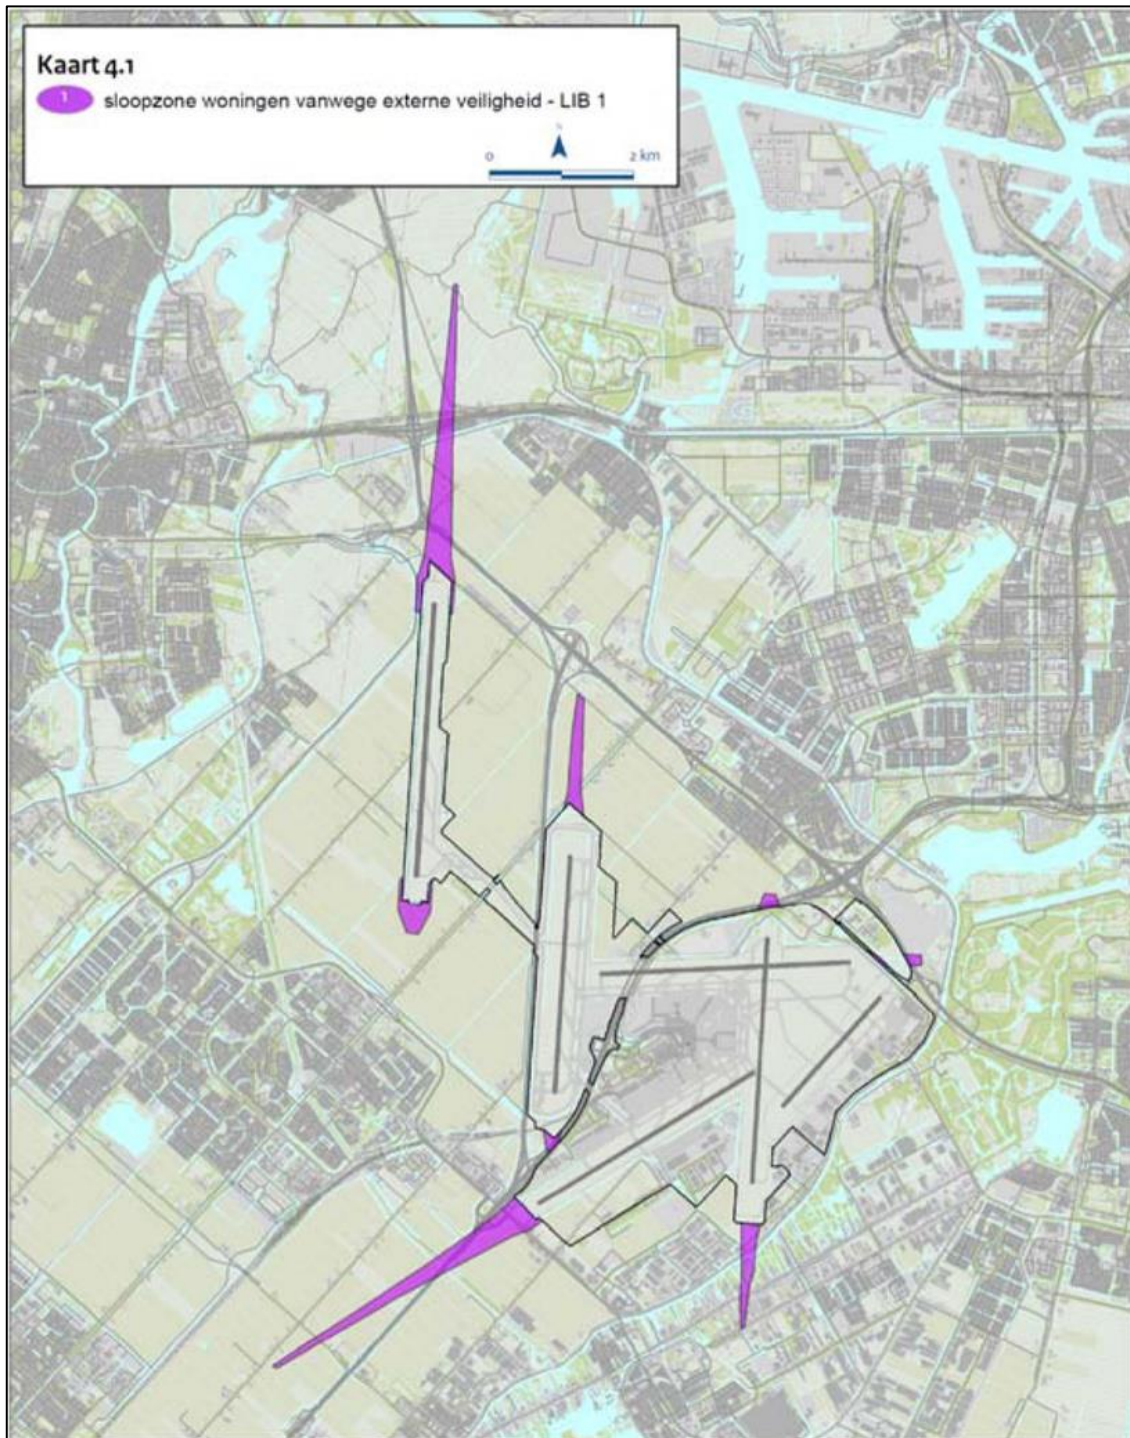 Kaart 4.1
1 sloopzone woningen vanwege externe veiligheid - LIB 1
N
0 2 km